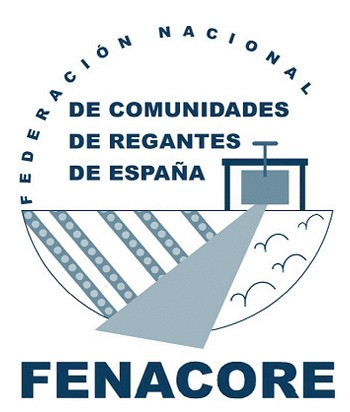 FEDERACIÓN NACIONAL
DE COMUNIDADES
DE REGANTES
DE ESPAÑA
FENACORE